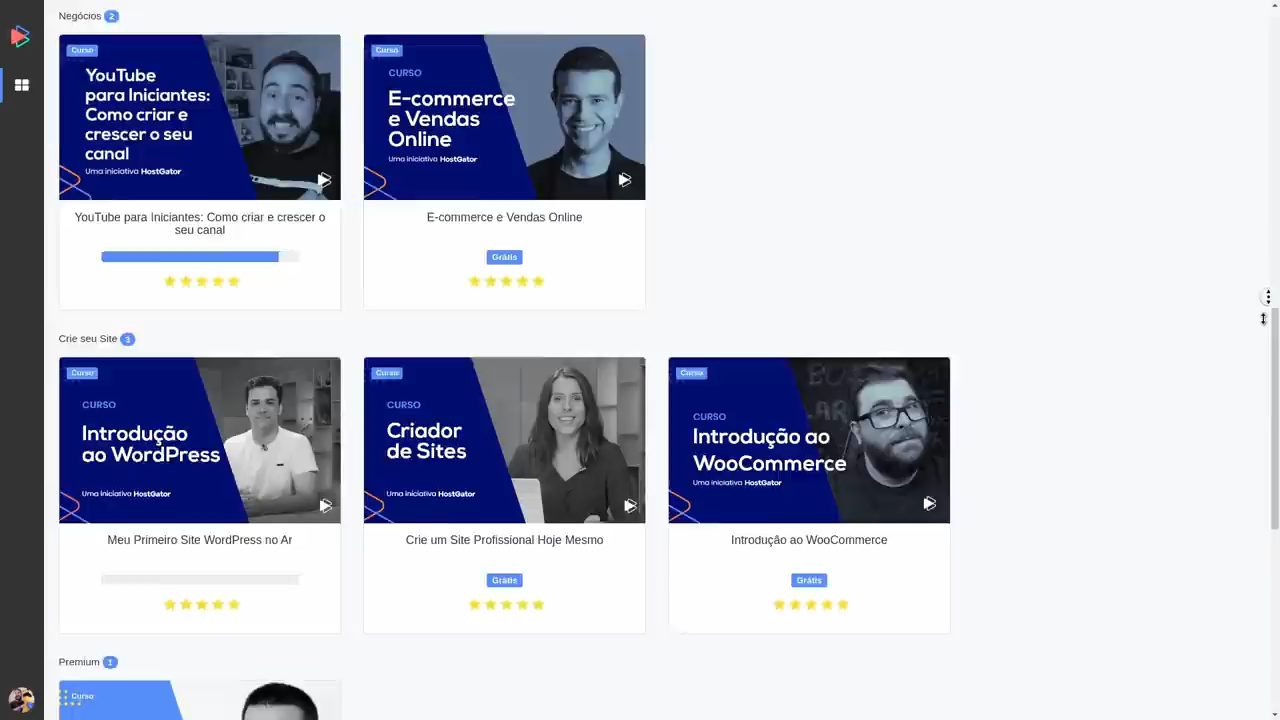 Negócios 2
Curso
YouTube
para Iniciantes:
Como criar e
crescer o seu
canal
Uma iniciativa HostGator
YouTube para Iniciantes: Como criar e crescer o
seu canal
Curso
CURSO
E-commerce
e Vendas
Online
Uma iniciativa HostGator
E-commerce e Vendas Online
Grátis
Crie seu Site 3
Curso
CURSO
Introdução
ao WordPress
Uma iniciativa HostGator
Meu Primeiro Site WordPress no Ar
Curso
CURSO
Criador
de Sites
Uma iniciativa HostGator
Crie um Site Profissional Hoje Mesmo
Grátis
Curso
CURSO
Introdução ao
WooCommerce
Uma iniciativa HostGator
Introdução ao WooCommerce
Grátis
Premium 1
Curso